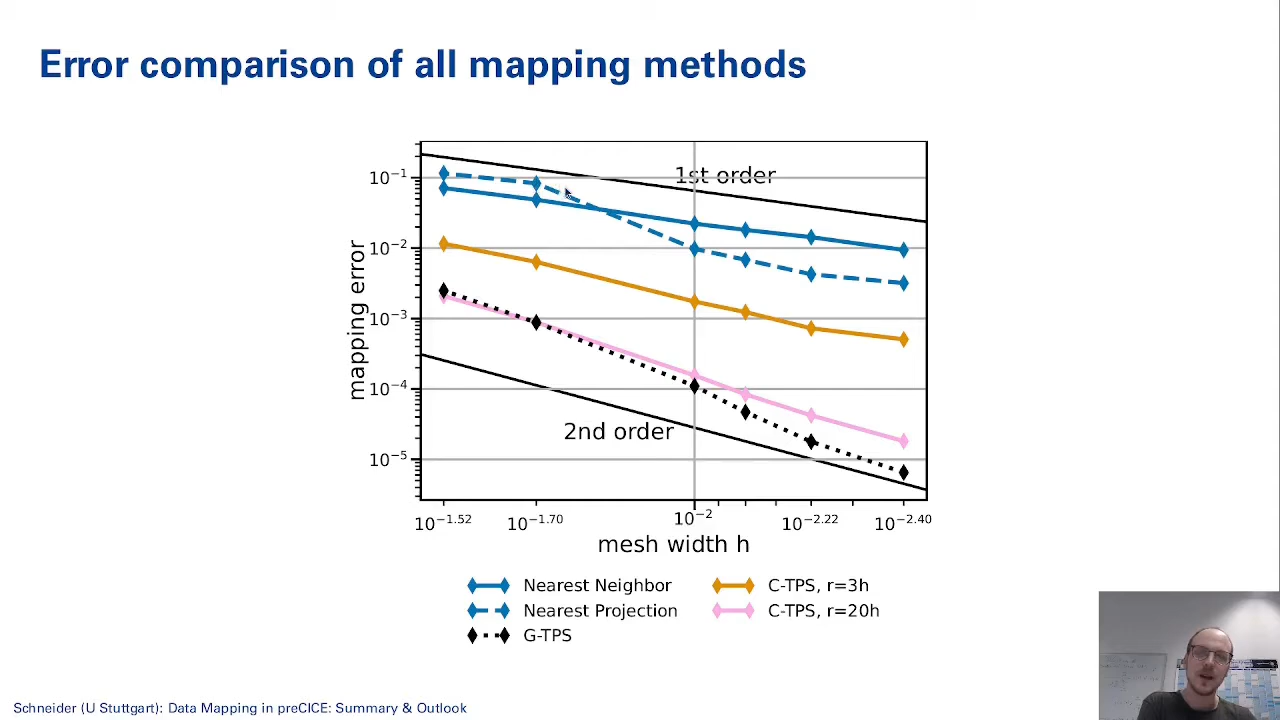 Error comparison of all mapping methods
1st order
10⁻¹
10⁻²
10⁻³
10⁻⁴
10⁻⁵
mapping error
2nd order
10⁻¹·⁵² 10⁻¹·⁷⁰ 10⁻² 10⁻²·²² 10⁻²·⁴⁰
mesh width h
Nearest Neighbor C-TPS, r=3h
Nearest Projection C-TPS, r=20h
G-TPS
Schneider (U Stuttgart): Data Mapping in preCICE: Summary & Outlook